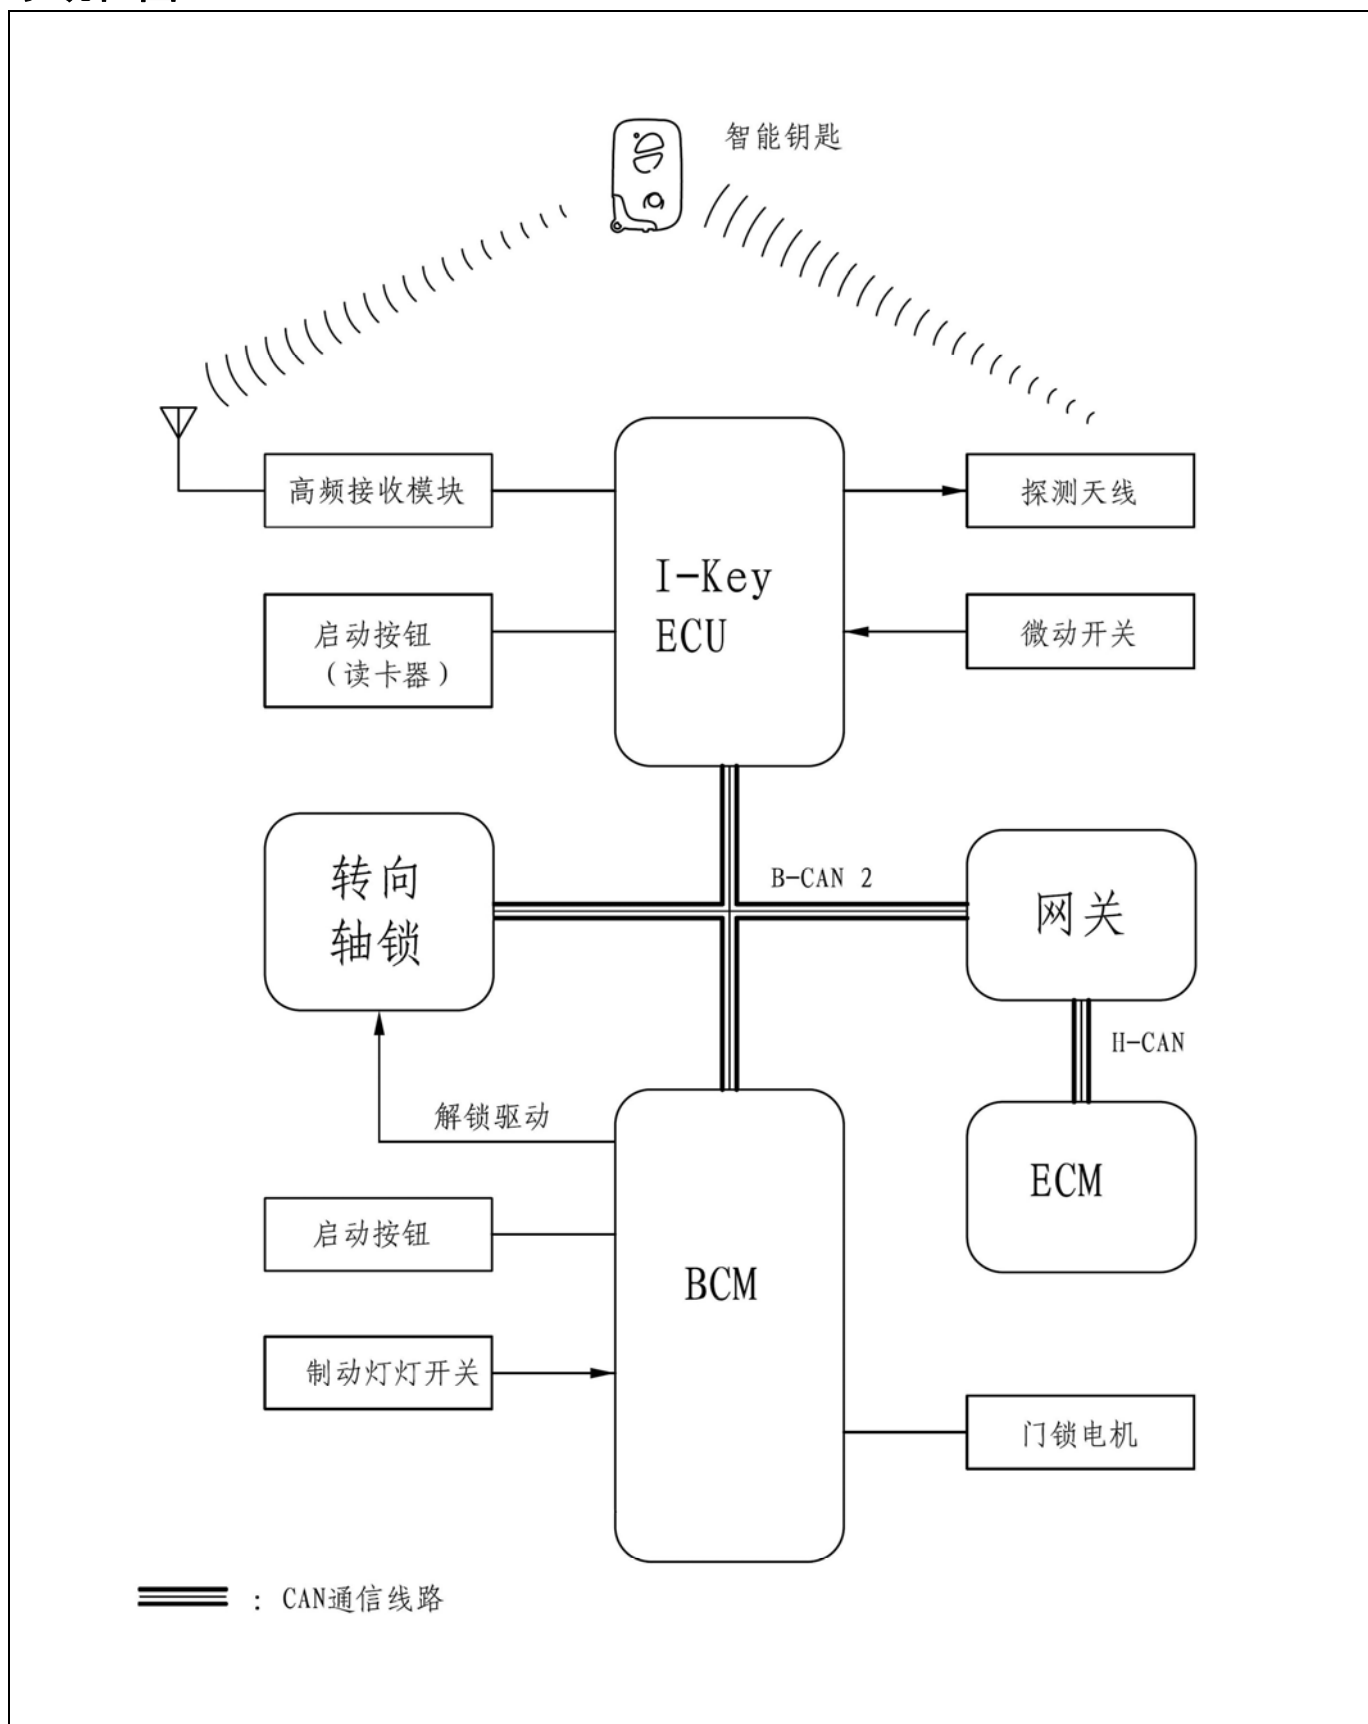 智能钥匙
高频接收模块
探测天线
I-Key
ECU
启动按钮
（读卡器）
微动开关
转向
轴锁
B-CAN 2
网关
H-CAN
解锁驱动
ECM
启动按钮
BCM
制动灯灯开关
门锁电机
：CAN通信线路